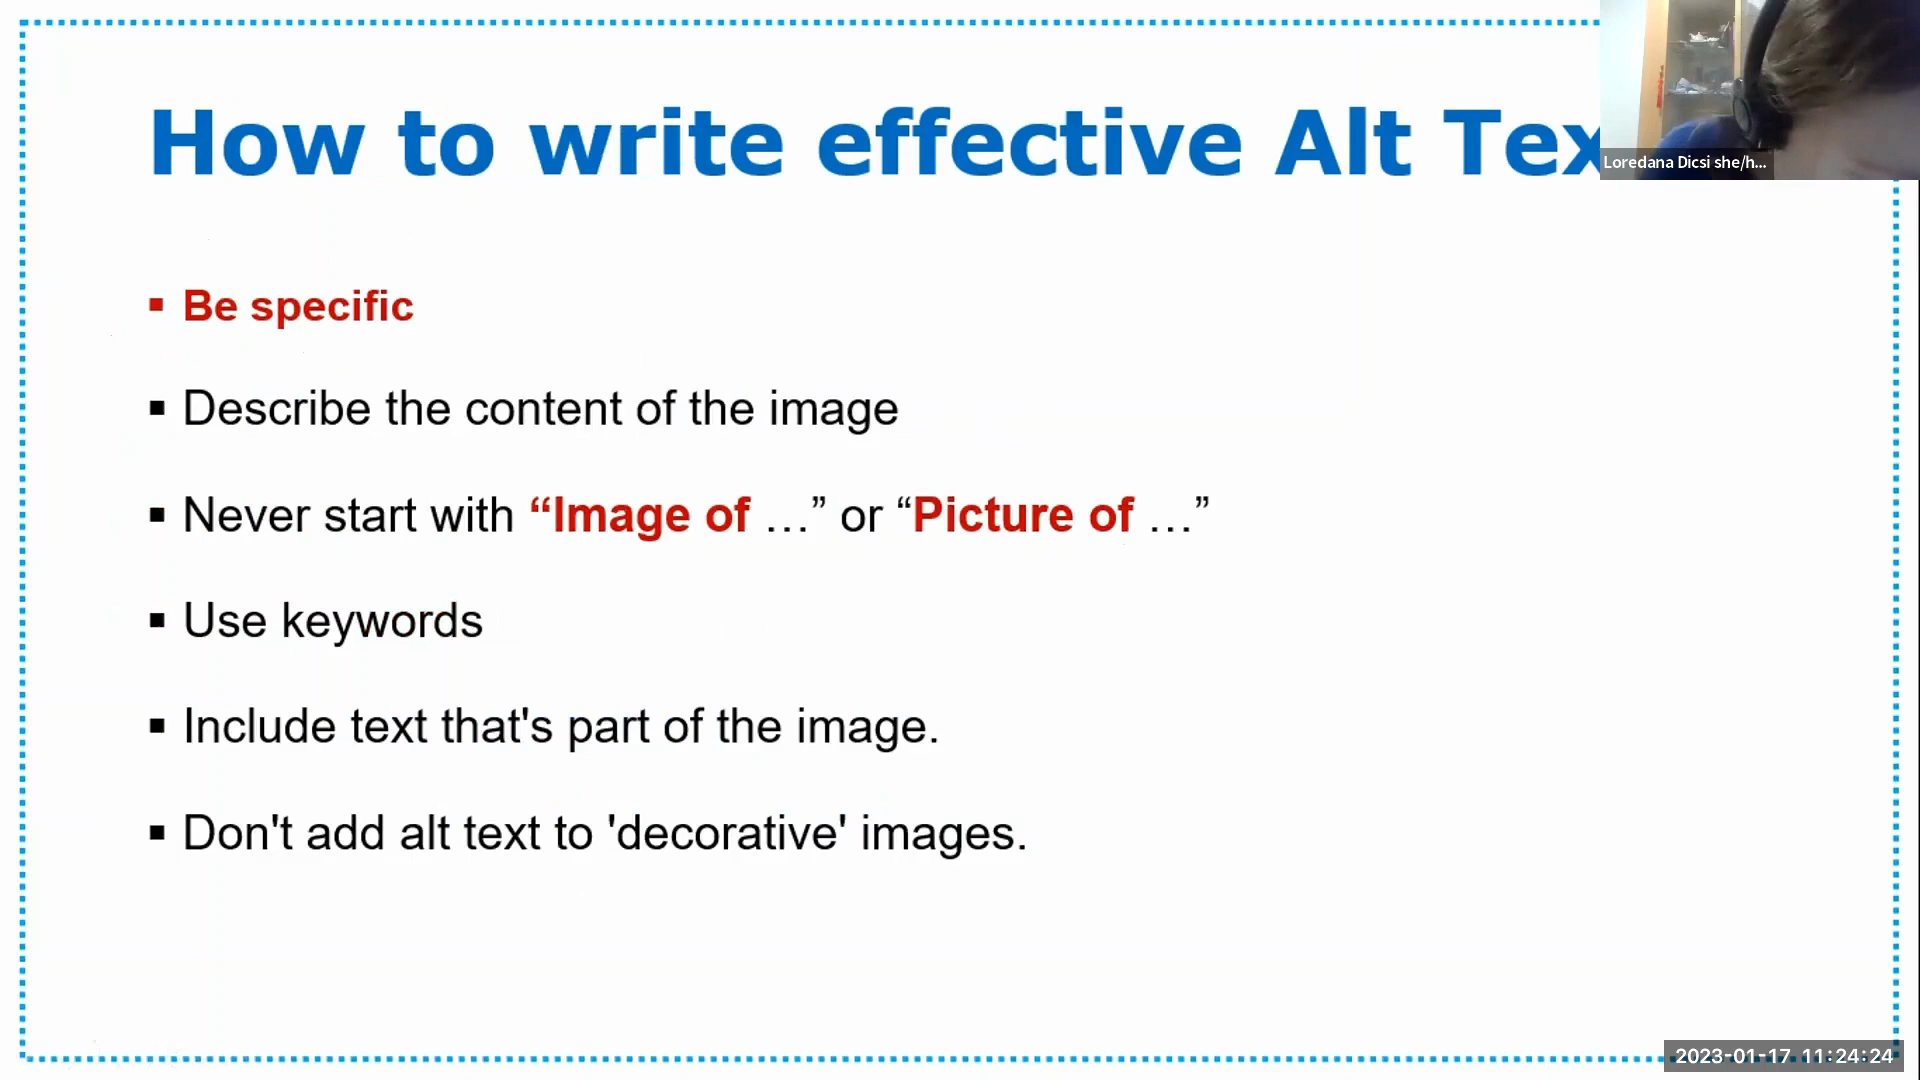 How to write effective Alt Tex
Loredana Dicsi she/h...
▪ Be specific
▪ Describe the content of the image
▪ Never start with “Image of …” or “Picture of …”
▪ Use keywords
▪ Include text that's part of the image.
▪ Don't add alt text to 'decorative' images.
2023-01-17 11:24:24